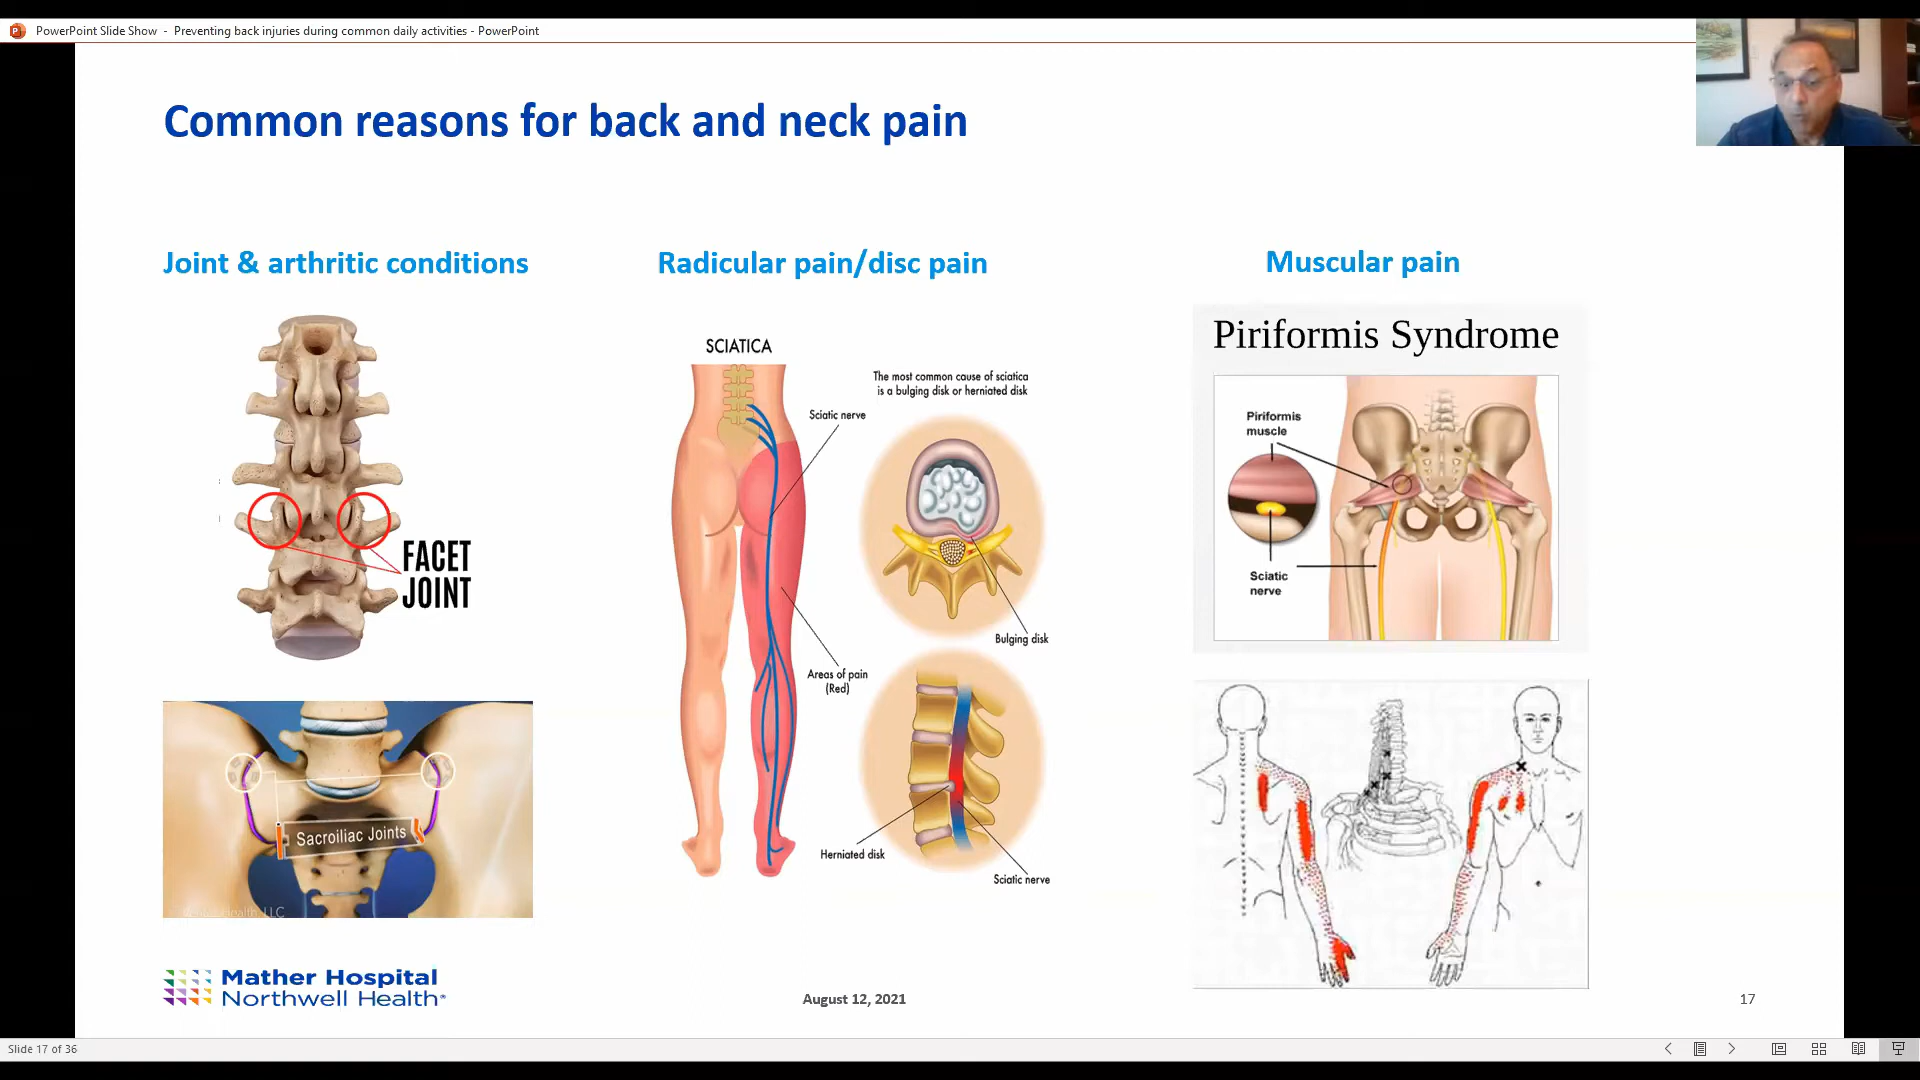 PowerPoint Slide Show - Preventing back injuries during common daily activities - PowerPoint
Common reasons for back and neck pain
Joint & arthritic conditions
FACET
JOINT
Sacroiliac Joints
Radicular pain/disc pain
SCIATICA
The most common cause of sciatica
is a bulging disk or herniated disk
Sciatic nerve
Bulging disk
Areas of pain
(Red)
Herniated disk
Sciatic nerve
Muscular pain
Piriformis Syndrome
Piriformis
muscle
Sciatic
nerve
Mather Hospital
Northwell Health®
August 12, 2021
17
Slide 17 of 36